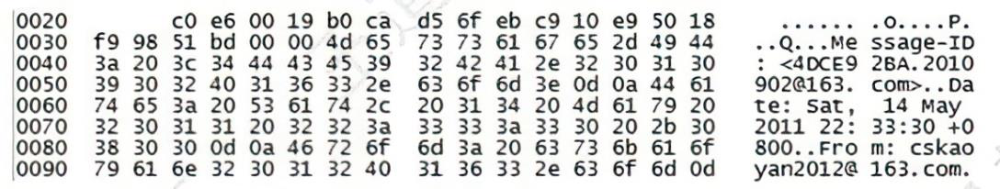 0020 c0 e6 00 19 b0 ca d5 6f eb c9 10 e9 50 18 ...... .o....P.
0030 f9 98 51 bd 00 00 4d 65 73 73 61 67 65 2d 49 44 ..Q...Me ssage-ID
0040 3a 20 3c 34 44 43 45 39 32 42 41 2e 32 30 31 30 : <4DCE9 2BA.2010
0050 39 30 32 40 31 36 33 2e 63 6f 6d 3e 0d 0a 44 61 902@163. com>..Da
0060 74 65 3a 20 53 61 74 2c 20 31 34 20 4d 61 79 20 te: Sat, 14 May
0070 32 30 31 31 20 32 32 3a 33 33 3a 33 30 20 2b 30 2011 22: 33:30 +0
0080 38 30 30 0d 0a 46 72 6f 6d 3a 20 63 73 6b 61 6f 800..Fro m: cskao
0090 79 61 6e 32 30 31 32 40 31 36 33 2e 63 6f 6d 0d yan2012@ 163.com.